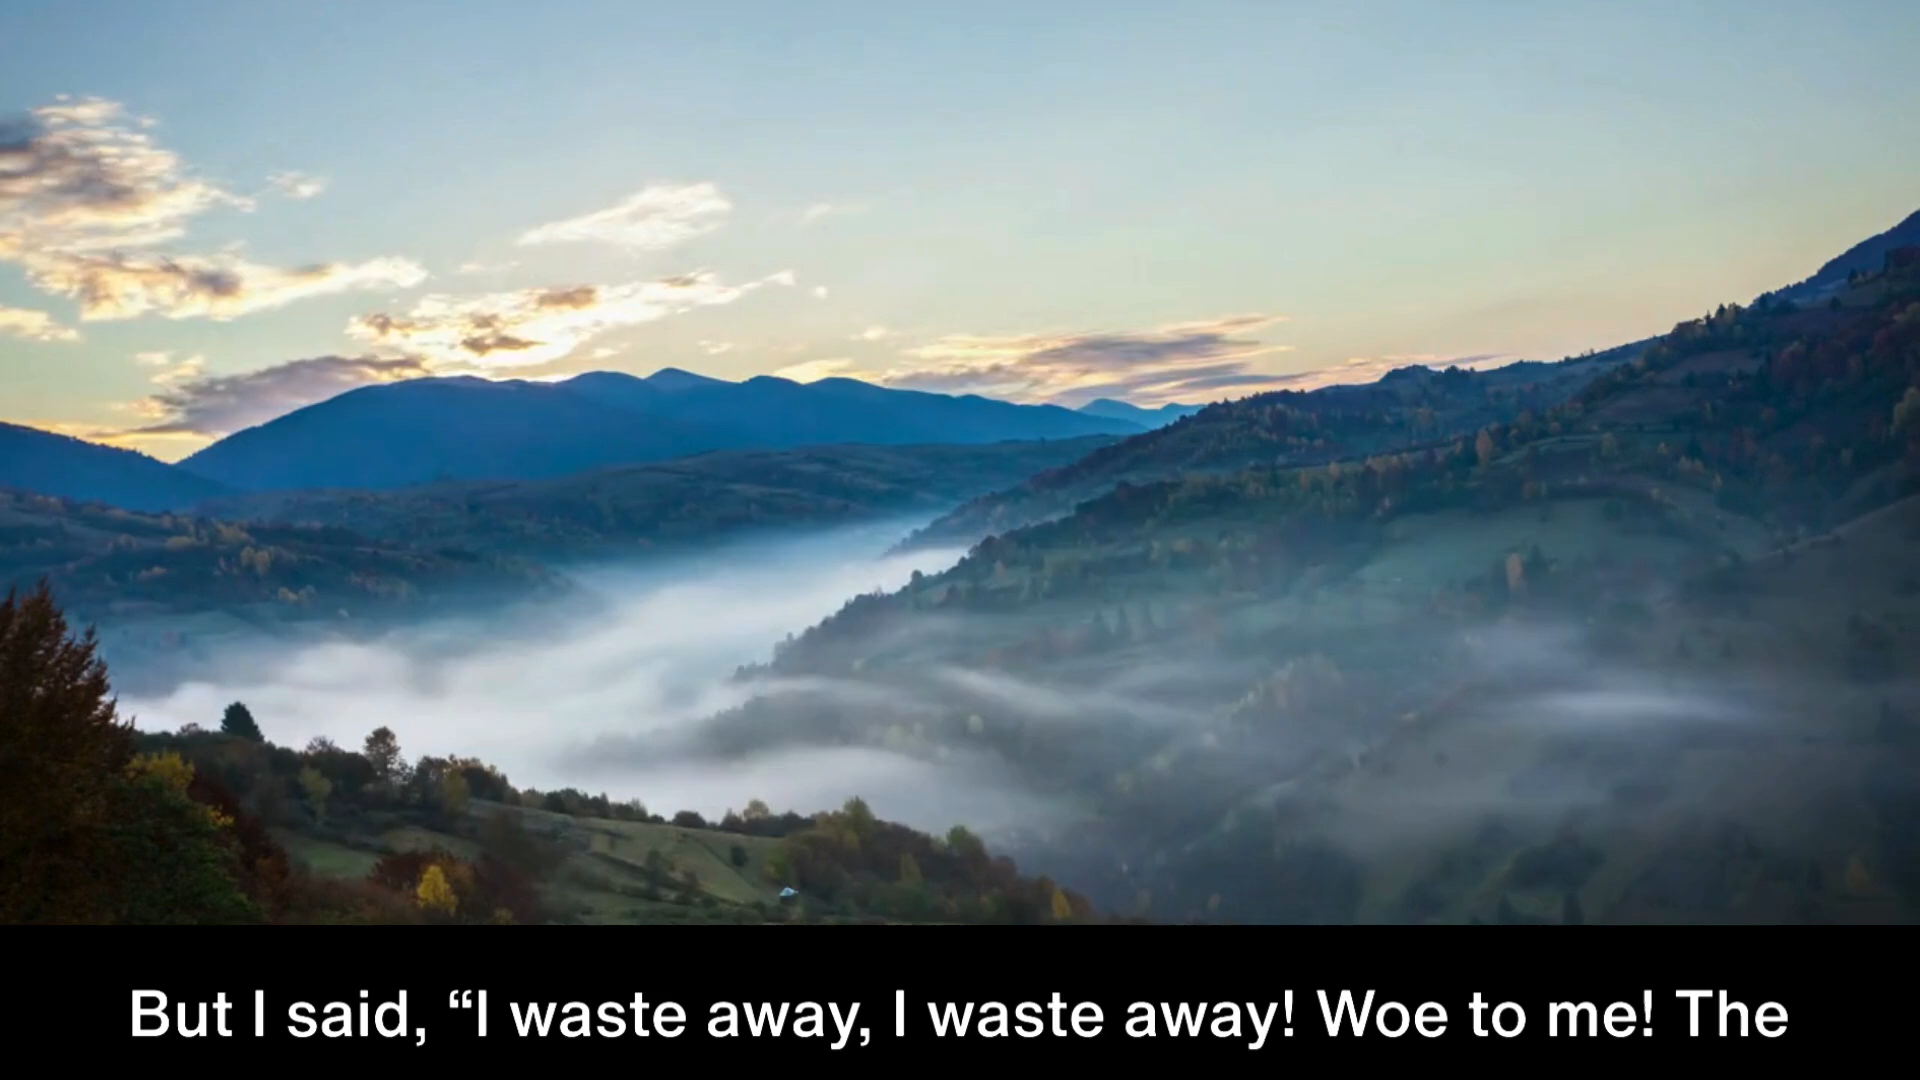 But I said, “I waste away, I waste away! Woe to me! The